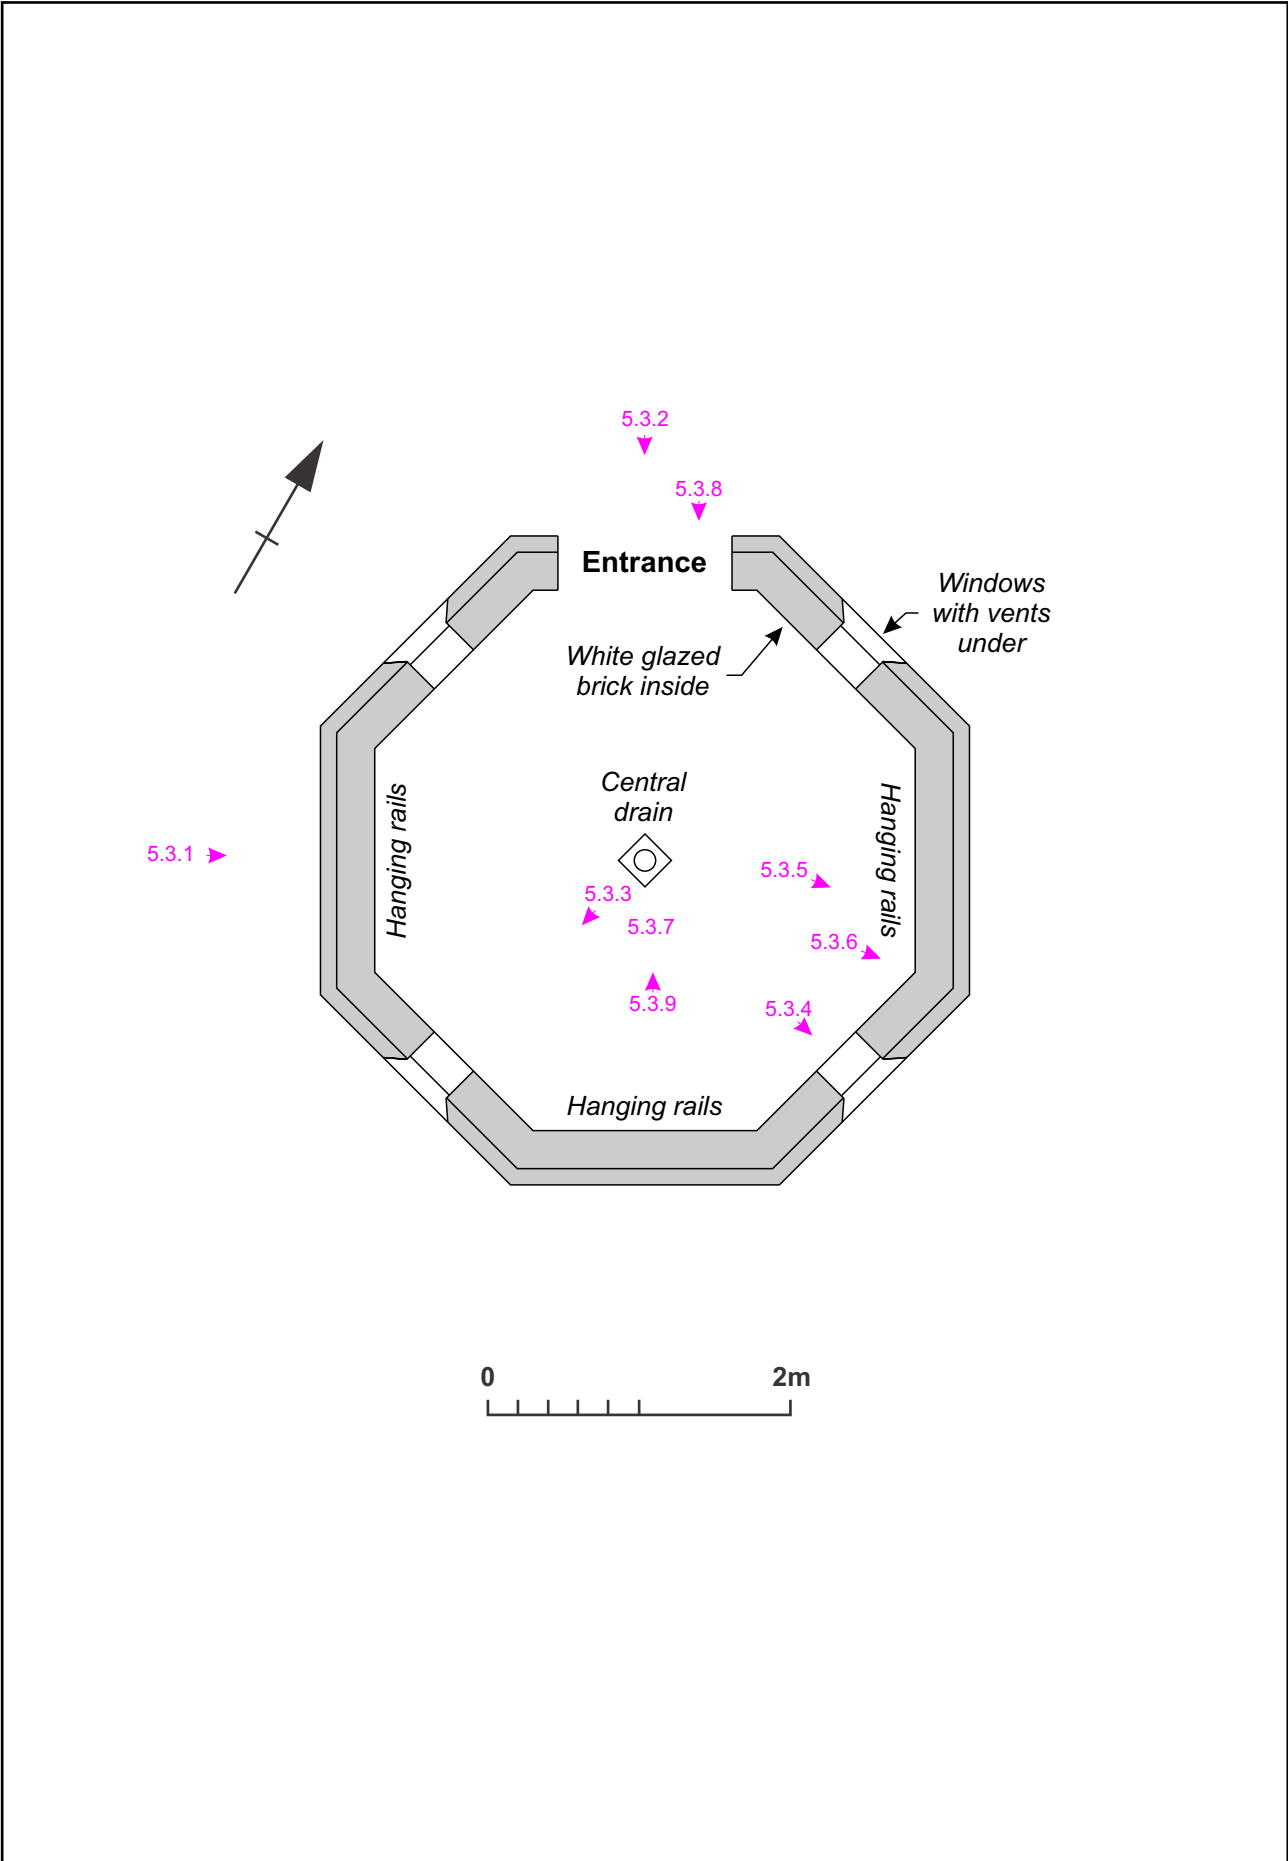 5.3.2
5.3.8
Entrance
Windows
with vents
under
White glazed
brick inside
Central
drain
Hanging rails
Hanging rails
5.3.1
5.3.5
5.3.3
5.3.7
5.3.6
5.3.9
5.3.4
Hanging rails
0 2m